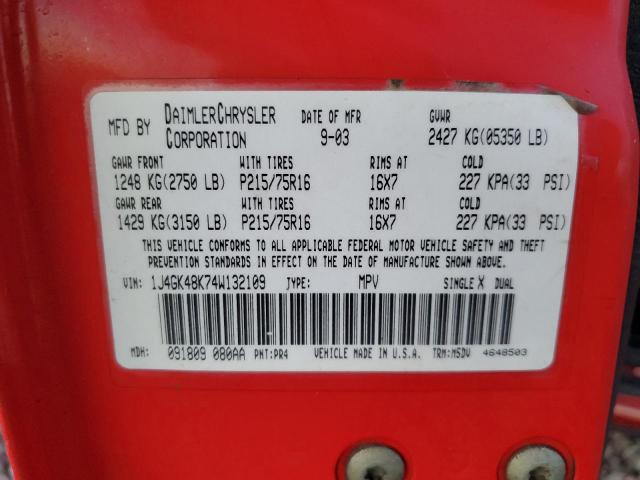 MFD BY DAIMLERCHRYSLER CORPORATION DATE OF MFR 9-03 GVWR 2427 KG(05350 LB)
GAWR FRONT WITH TIRES RIMS AT COLD
1248 KG(2750 LB) P215/75R16 16X7 227 KPA(33 PSI)
GAWR REAR WITH TIRES RIMS AT COLD
1429 KG(3150 LB) P215/75R16 16X7 227 KPA(33 PSI)
THIS VEHICLE CONFORMS TO ALL APPLICABLE FEDERAL MOTOR VEHICLE SAFETY AND THEFT
PREVENTION STANDARDS IN EFFECT ON THE DATE OF MANUFACTURE SHOWN ABOVE.
VIN: 1J4GK48K74W132109 TYPE: MPV SINGLE X DUAL
MDH: 091809 080AA PNT:PR4 VEHICLE MADE IN U.S.A. TRM:MSDV 4648503